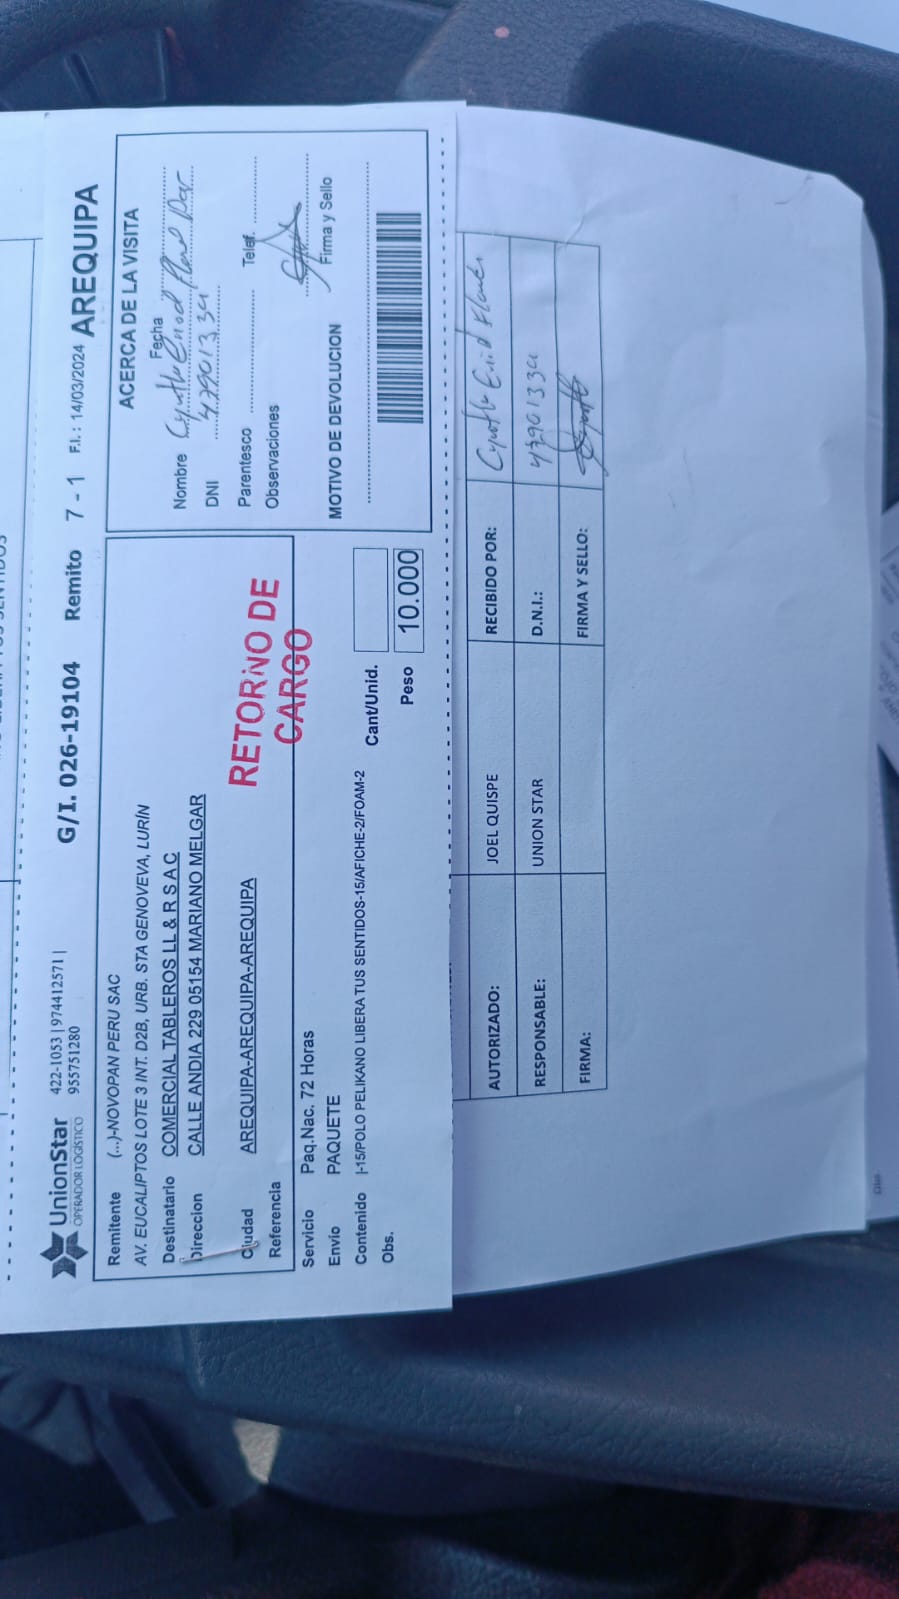 UnionStar
OPERADOR LOGÍSTICO
422-1053 | 974412571 |
955751280
G/I. 026-19104 Remito 7 - 1 F.I. : 14/03/2024 AREQUIPA
Remitente (...)-NOVOPAN PERU SAC
AV. EUCALIPTOS LOTE 3 INT. D2B, URB. STA GENOVEVA, LURÍN
Destinatario COMERCIAL TABLEROS LL & R S A C
Direccion CALLE ANDIA 229 05154 MARIANO MELGAR
Ciudad AREQUIPA-AREQUIPA-AREQUIPA
Referencia
RETORNO DE
CARGO
Servicio Paq.Nac. 72 Horas
Envío PAQUETE
Contenido |-15/POLO PELIKANO LIBERA TUS SENTIDOS-15/AFICHE-2/FOAM-2
Obs.
Cant/Unid.
Peso 10.000
ACERCA DE LA VISITA
Fecha
Nombre
DNI 47901334
Parentesco Telef.
Observaciones
Firma y Sello
MOTIVO DE DEVOLUCION
AUTORIZADO: JOEL QUISPE RECIBIDO POR:
RESPONSABLE: UNION STAR D.N.I.: 47901334
FIRMA: FIRMA Y SELLO: